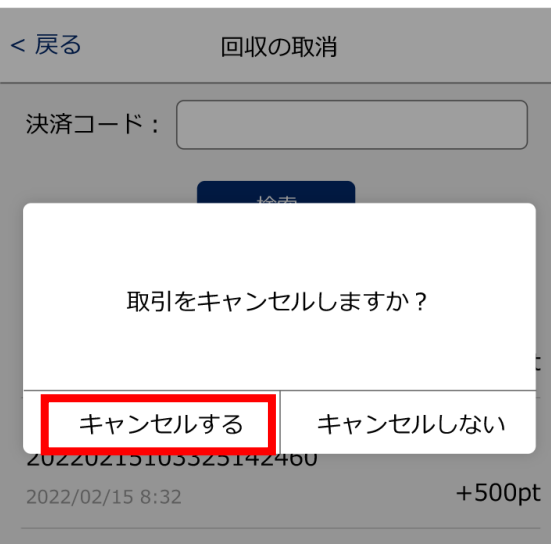 < 戻る 回収の取消
決済コード：
検索
取引をキャンセルしますか？
キャンセルする キャンセルしない
20220215103325142460
2022/02/15 8:32 +500pt